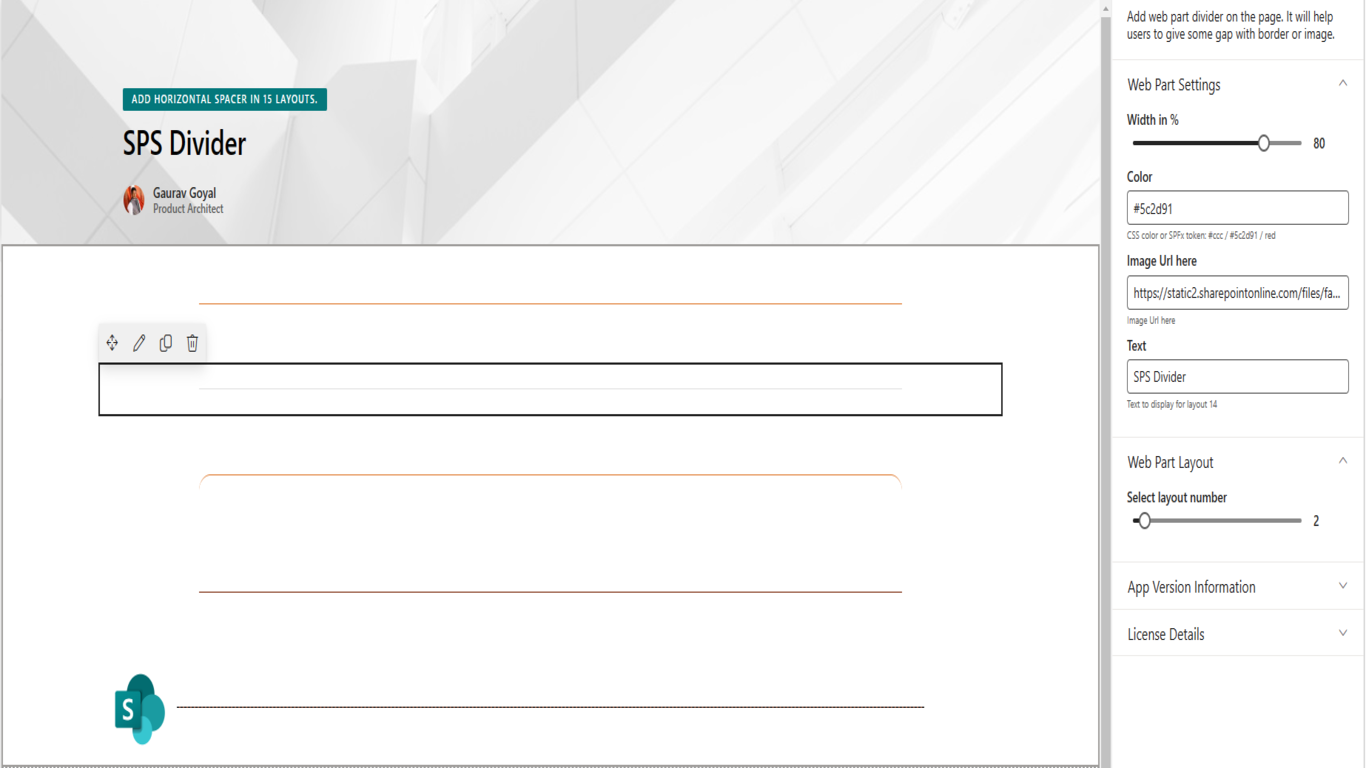 ADD HORIZONTAL SPACER IN 15 LAYOUTS.
SPS Divider
Gaurav Goyal
Product Architect
S
Add web part divider on the page. It will help
users to give some gap with border or image.
Web Part Settings
Width in %
80
Color
#5c2d91
CSS color or SPFx token: #ccc / #5c2d91 / red
Image Url here
https://static2.sharepointonline.com/files/fa...
Image Url here
Text
SPS Divider
Text to display for layout 14
Web Part Layout
Select layout number
2
App Version Information
License Details